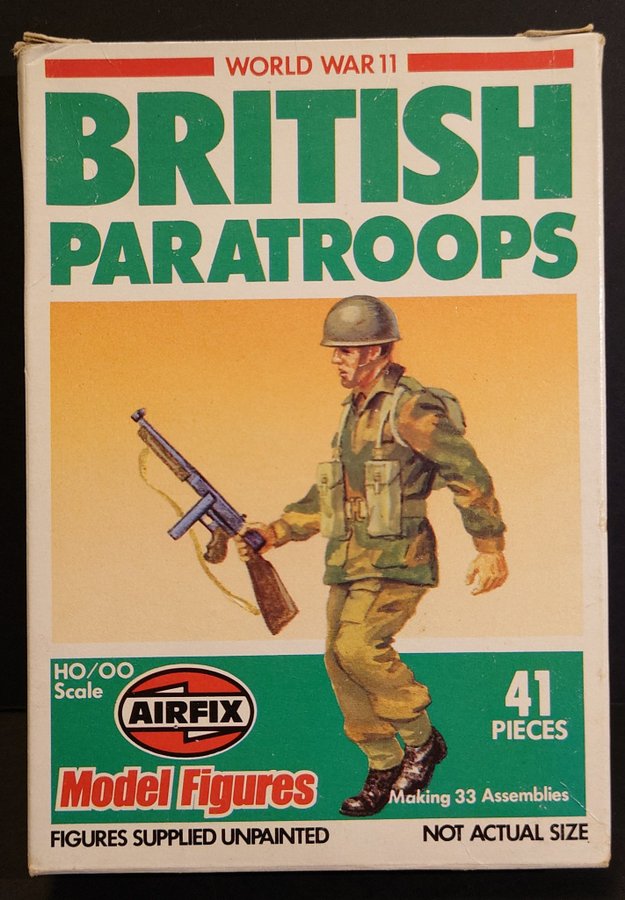 WORLD WAR 11
BRITISH
PARATROOPS
HO/OO
Scale
AIRFIX
Model Figures
41
PIECES
Making 33 Assemblies
FIGURES SUPPLIED UNPAINTED
NOT ACTUAL SIZE